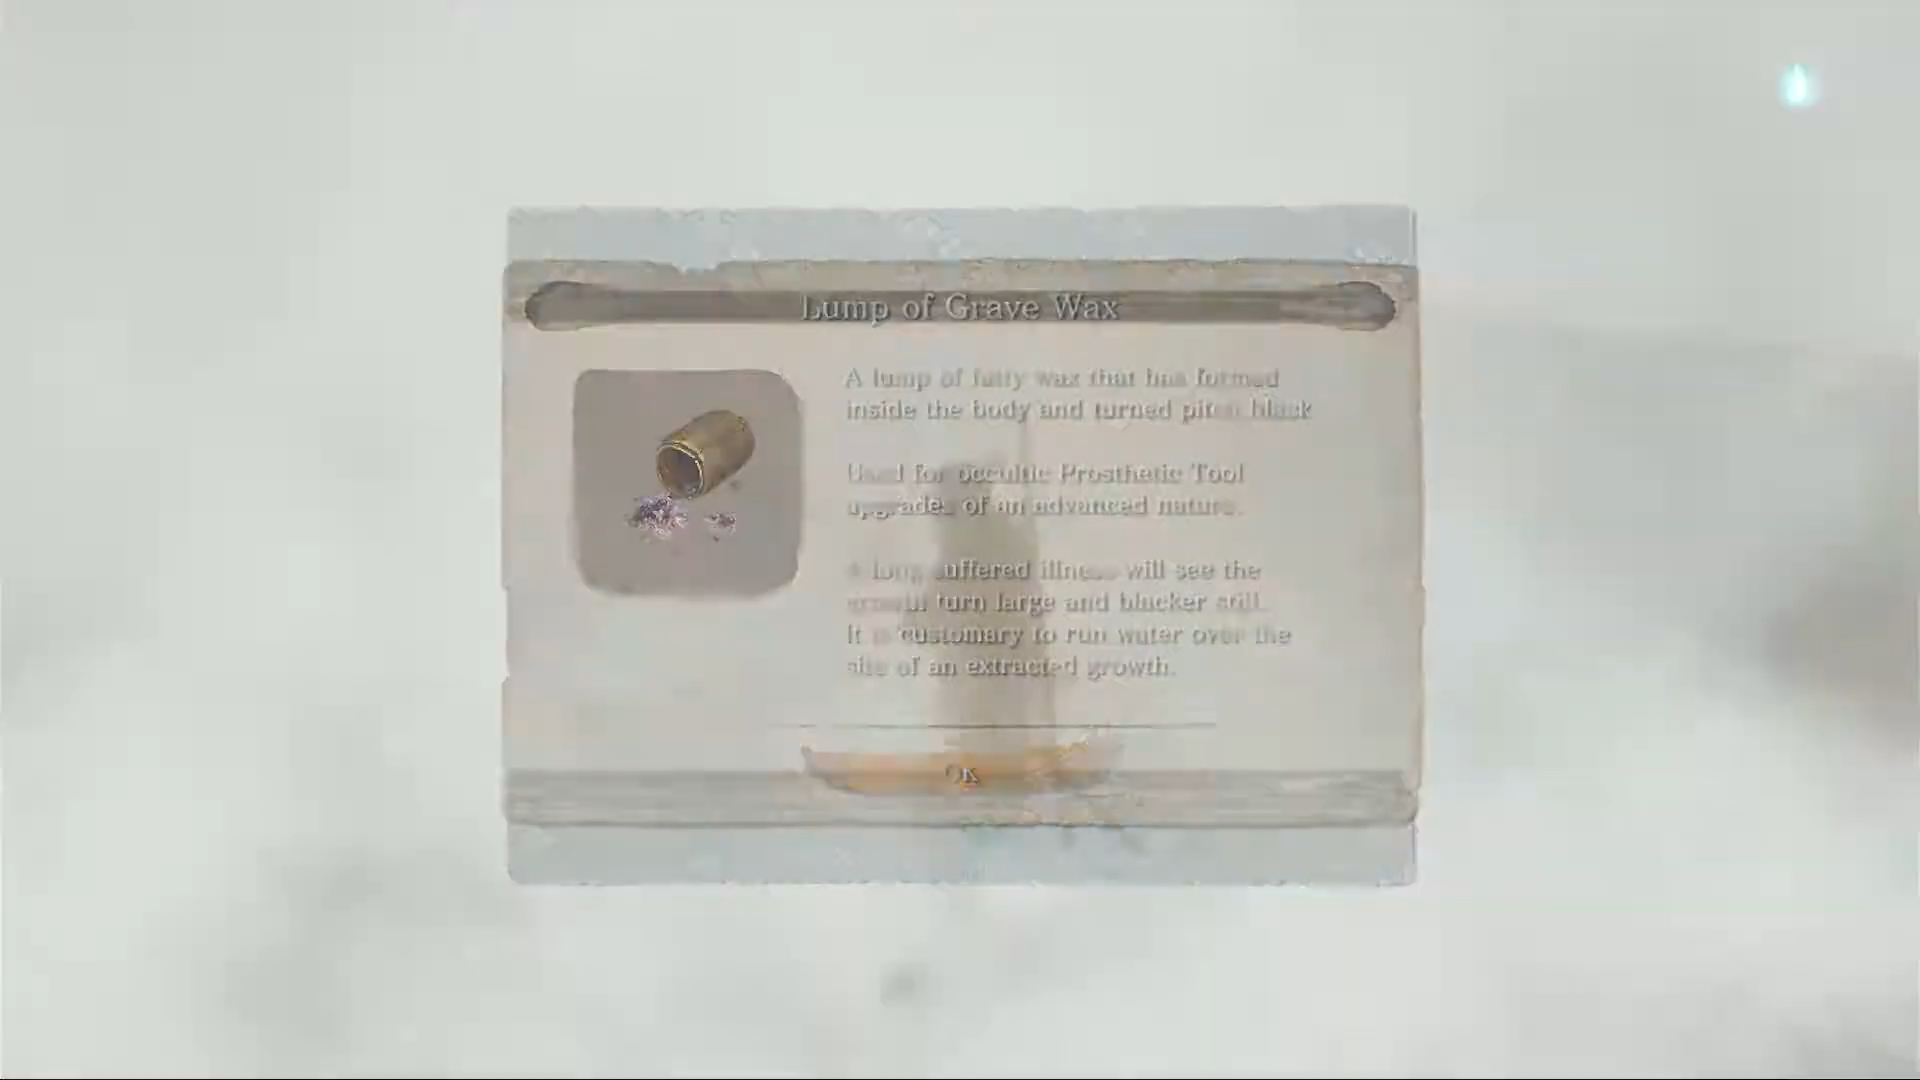 Lump of Grave Wax
A lump of fatty wax that has formed
inside the body and turned pitch black
Used for occultic Prosthetic Tool
upgrades of an advanced nature.
A long suffered illness will see the
turn large and blacker still.
It is customary to run water over the
site of an extracted growth.
OK